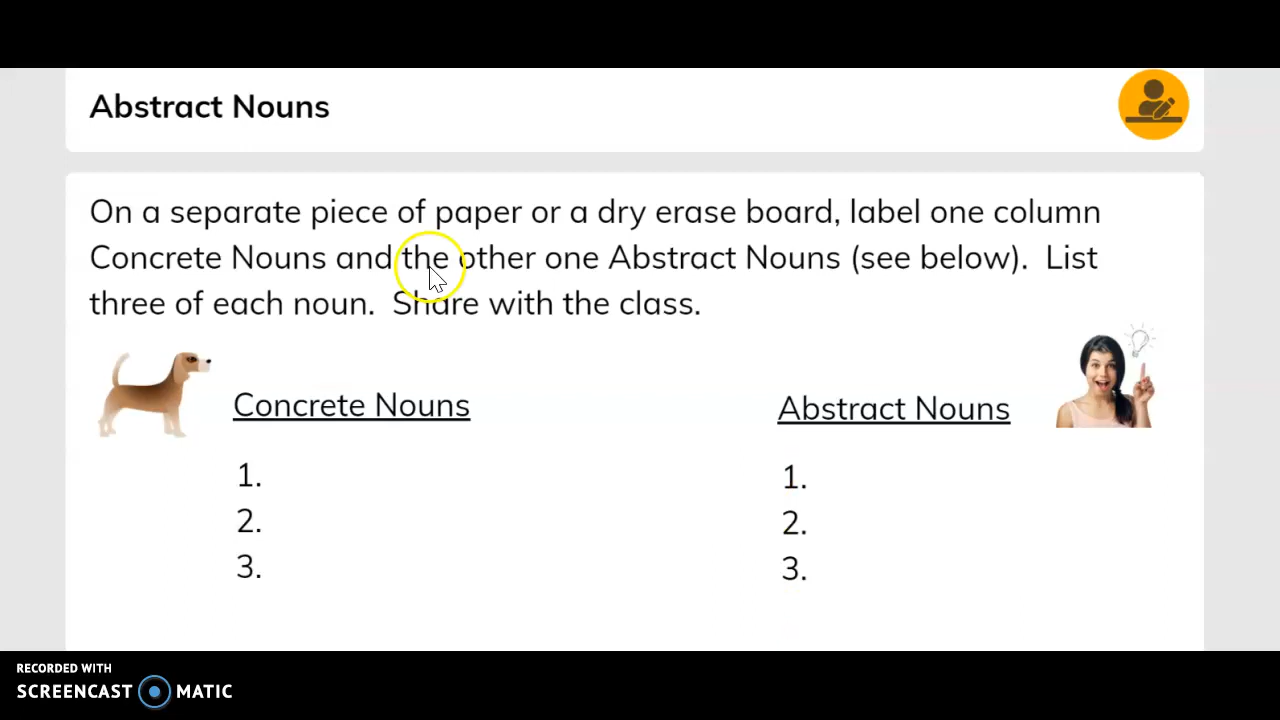 Abstract Nouns
On a separate piece of paper or a dry erase board, label one column
Concrete Nouns and the other one Abstract Nouns (see below).  List
three of each noun.  Share with the class.
Concrete Nouns
1.
2.
3.
Abstract Nouns
1.
2.
3.
RECORDED WITH
SCREENCAST MATIC